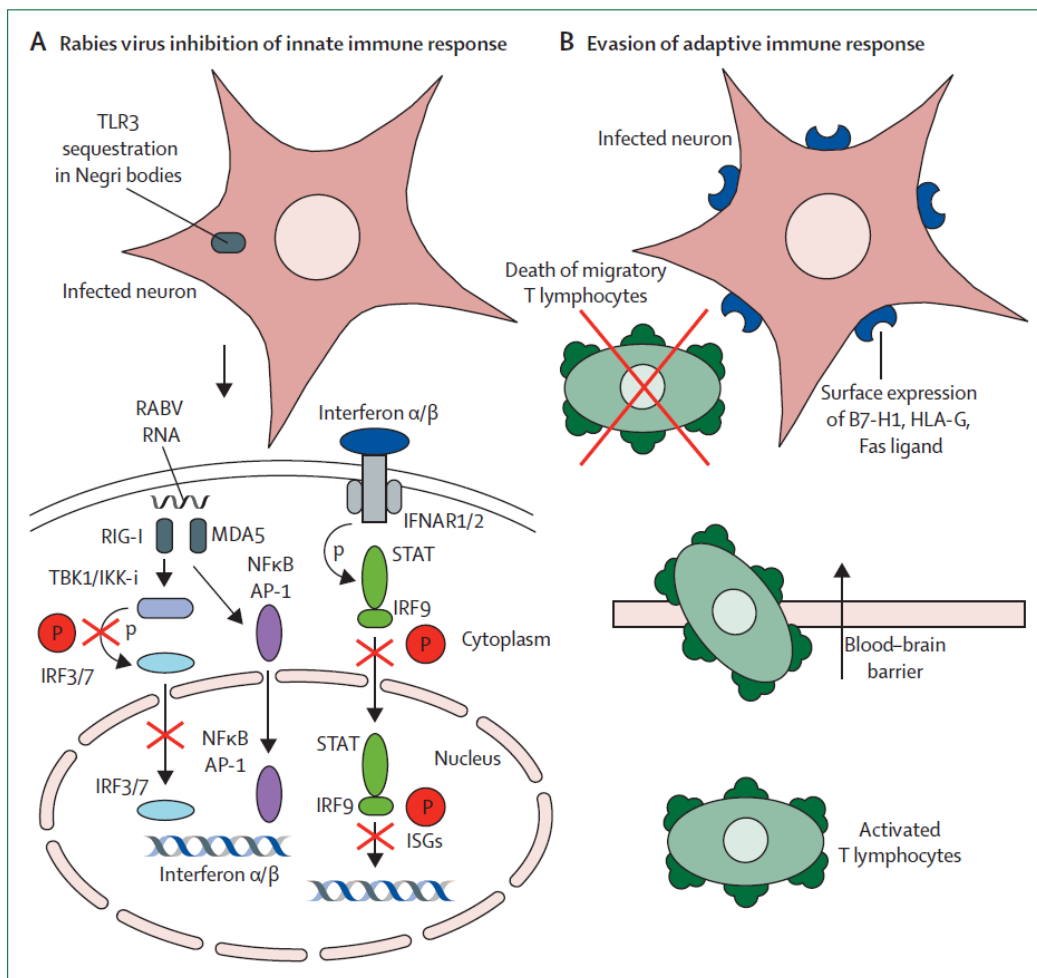 A Rabies virus inhibition of innate immune response
TLR3
sequestration
in Negri bodies
Infected neuron
RABV
RNA
Interferon α/β
RIG-I
MDA5
IFNAR1/2
TBK1/IKK-i
NFκB
AP-1
p
STAT
P
p
IRF9
P
Cytoplasm
IRF3/7
NFκB
AP-1
STAT
Nucleus
IRF3/7
IRF9
P
ISGs
Interferon α/β
B Evasion of adaptive immune response
Infected neuron
Death of migratory
T lymphocytes
Surface expression
of B7-H1, HLA-G,
Fas ligand
Blood–brain
barrier
Activated
T lymphocytes